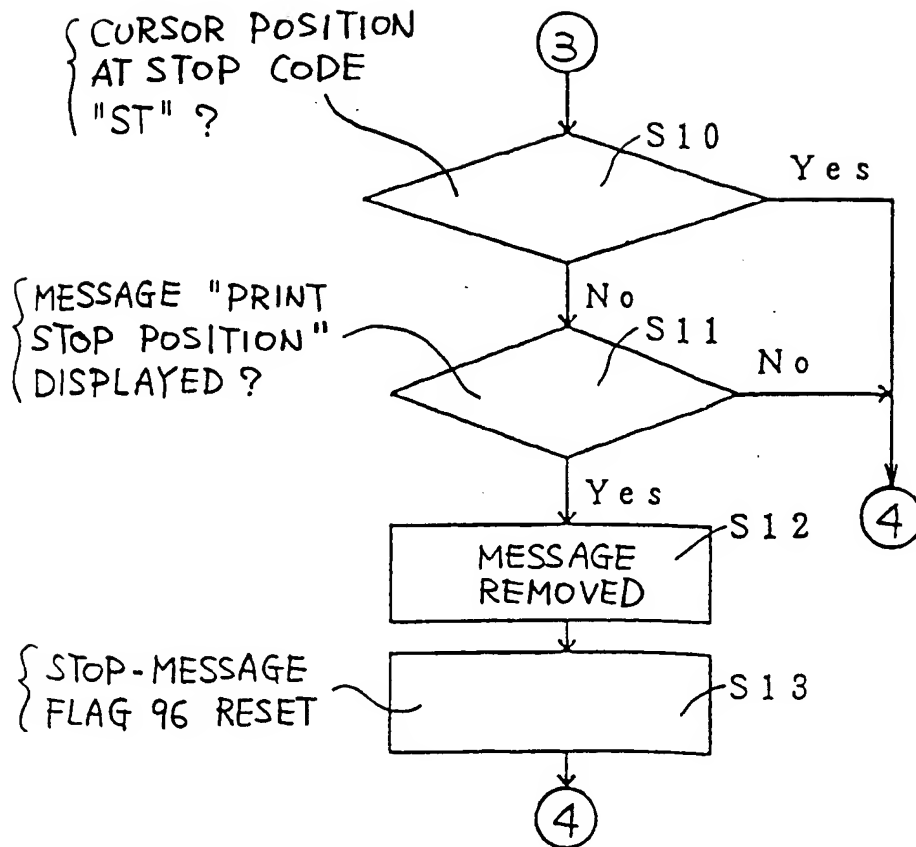 CURSOR POSITION
AT STOP CODE
"ST" ?
3
S10
Yes
No
MESSAGE "PRINT
STOP POSITION"
DISPLAYED ?
S11
No
Yes
4
S12
MESSAGE
REMOVED
STOP-MESSAGE
FLAG 96 RESET
S13
4